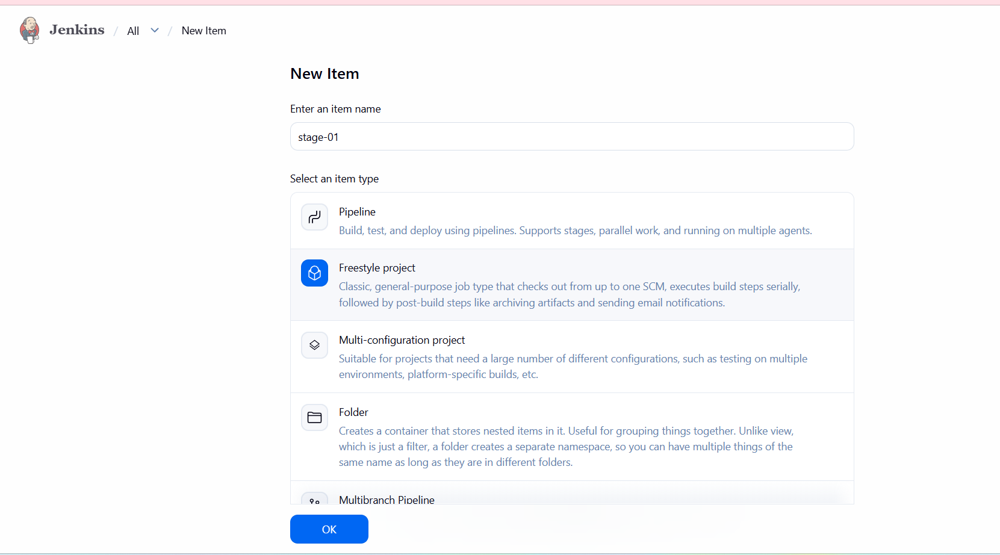 Jenkins / All / New Item
New Item
Enter an item name
stage-01
Select an item type
Pipeline
Build, test, and deploy using pipelines. Supports stages, parallel work, and running on multiple agents.
Freestyle project
Classic, general-purpose job type that checks out from up to one SCM, executes build steps serially,
followed by post-build steps like archiving artifacts and sending email notifications.
Multi-configuration project
Suitable for projects that need a large number of different configurations, such as testing on multiple
environments, platform-specific builds, etc.
Folder
Creates a container that stores nested items in it. Useful for grouping things together. Unlike view,
which is just a filter, a folder creates a separate namespace, so you can have multiple things of the
same name as long as they are in different folders.
Multibranch Pipeline
OK